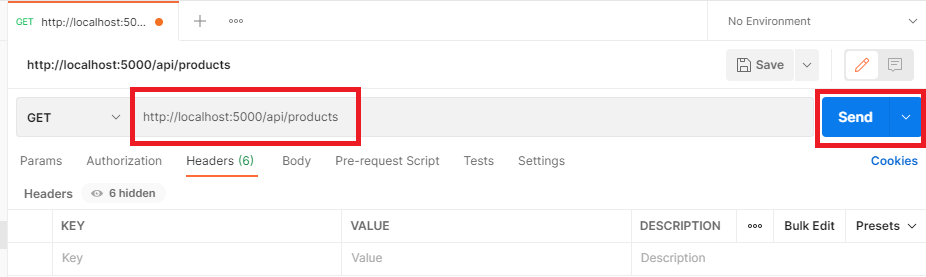 GET http://localhost:50... + ooo No Environment
http://localhost:5000/api/products Save
GET http://localhost:5000/api/products Send
Params Authorization Headers (6) Body Pre-request Script Tests Settings Cookies
Headers 6 hidden
KEY VALUE DESCRIPTION ooo Bulk Edit Presets
Key Value Description